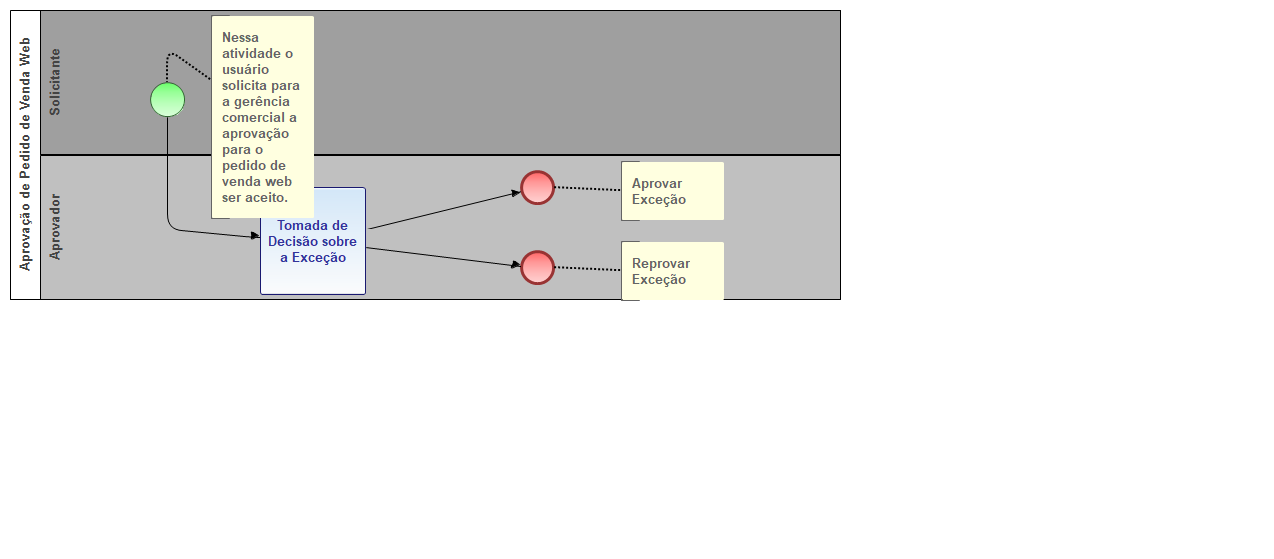 Aprovação de Pedido de Venda Web
Solicitante
Nessa
atividade o
usuário
solicita para
a gerência
comercial a
aprovação
para o
pedido de
venda web
ser aceito.
Aprovador
Tomada de
Decisão sobre
a Exceção
Aprovar
Exceção
Reprovar
Exceção